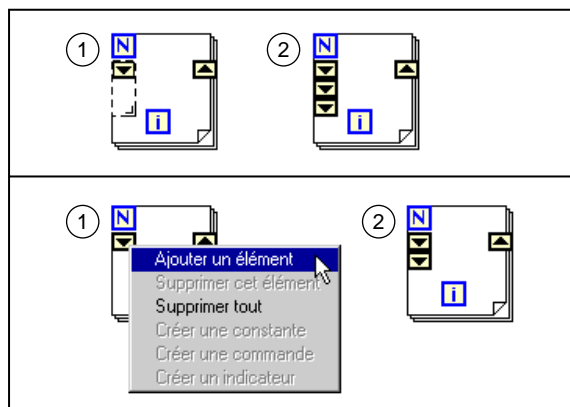 1
N
i
2
N
i
1
N
Ajouter un élément
Supprimer cet élément
Supprimer tout
Créer une constante
Créer une commande
Créer un indicateur
2
N
i